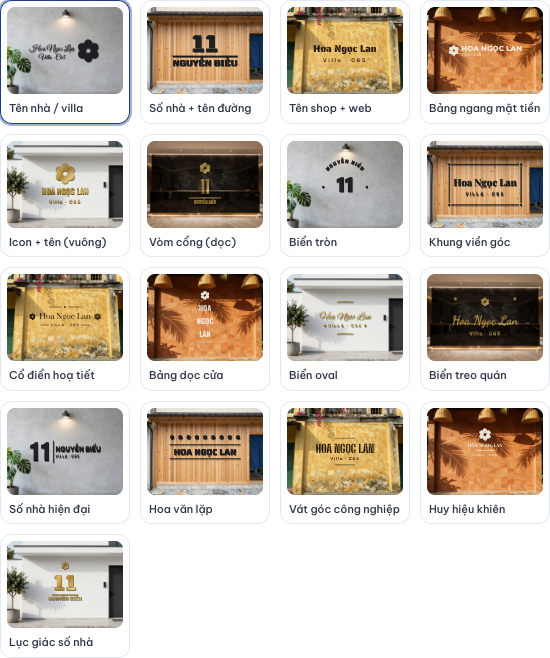 Hoa Ngọc Lan
Villa · C65
Tên nhà / villa
11
NGUYỄN BIỂU
Số nhà + tên đường
Hoa Ngọc Lan
Villa · C65
Tên shop + web
HOA NGỌC LAN
Bảng ngang mặt tiền
HOA NGỌC LAN
Villa · C65
Icon + tên (vuông)
11
NGUYỄN BIỂU
Vòm cổng (dọc)
NGUYỄN BIỂU
11
Biển tròn
Hoa Ngọc Lan
VILLA · C65
Khung viền góc
Hoa Ngọc Lan
VILLA · C65
Cổ điển hoạ tiết
HOA
NGỌC
LAN
Bảng dọc cửa
Hoa Ngọc Lan
VILLA · C65
Biển oval
Hoa Ngọc Lan
Villa · C65
Biển treo quán
11 NGUYỄN BIỂU
VILLA · C65
Số nhà hiện đại
HOA NGỌC LAN
Hoa văn lặp
HOA NGỌC LAN
Villa · C65
Vát góc công nghiệp
HOA NGỌC LAN
Huy hiệu khiên
11
NGUYỄN BIỂU
Lục giác số nhà